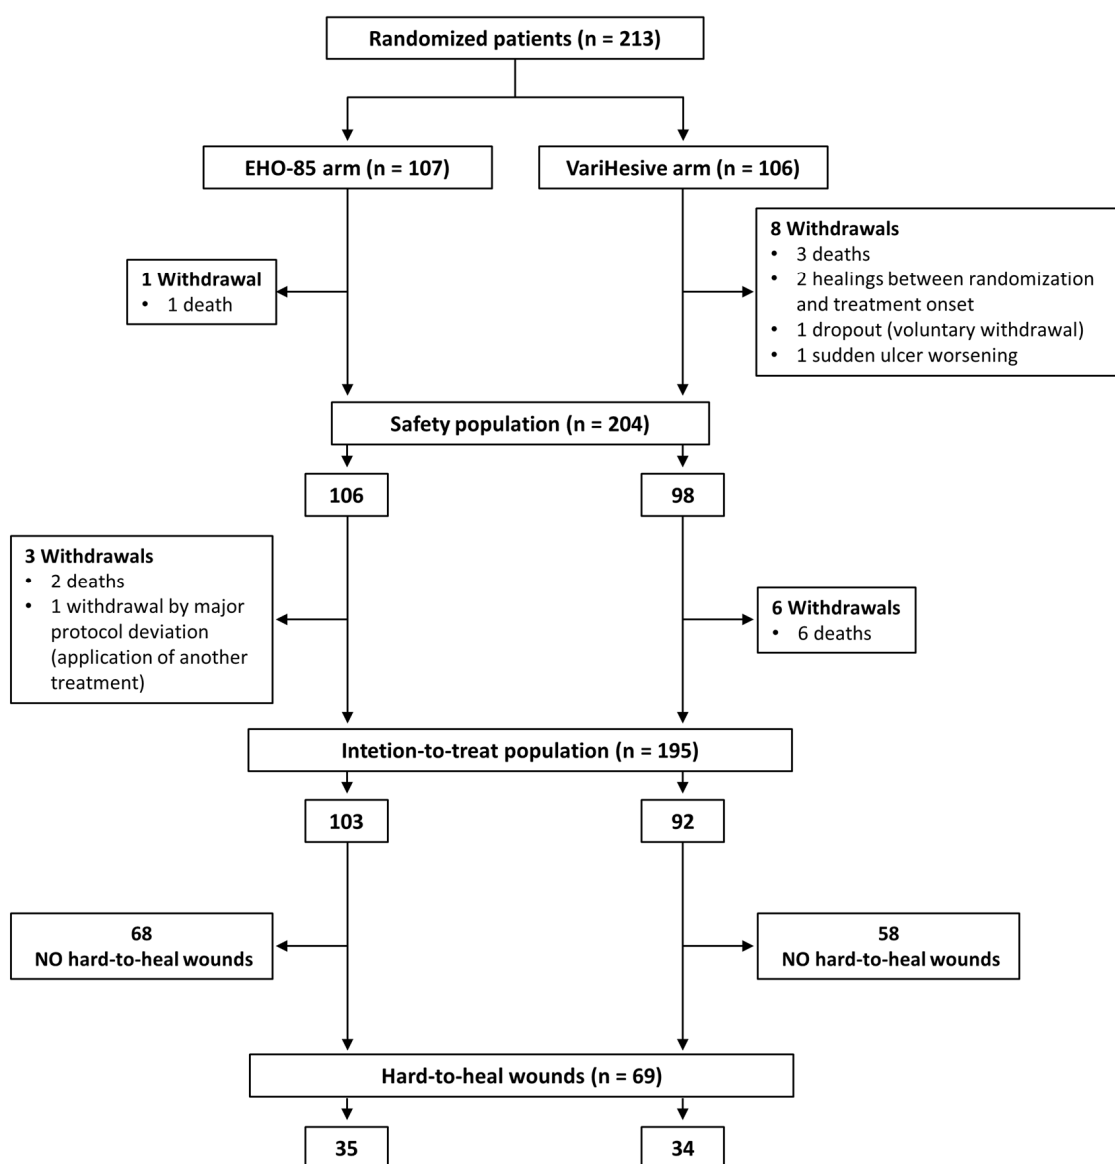 Randomized patients (n = 213)
EHO-85 arm (n = 107)
VariHesive arm (n = 106)
8 Withdrawals
• 3 deaths
• 2 healings between randomization
and treatment onset
• 1 dropout (voluntary withdrawal)
• 1 sudden ulcer worsening
1 Withdrawal
• 1 death
Safety population (n = 204)
106
98
3 Withdrawals
• 2 deaths
• 1 withdrawal by major
protocol deviation
(application of another
treatment)
6 Withdrawals
• 6 deaths
Intetion-to-treat population (n = 195)
103
92
68
NO hard-to-heal wounds
58
NO hard-to-heal wounds
Hard-to-heal wounds (n = 69)
35
34